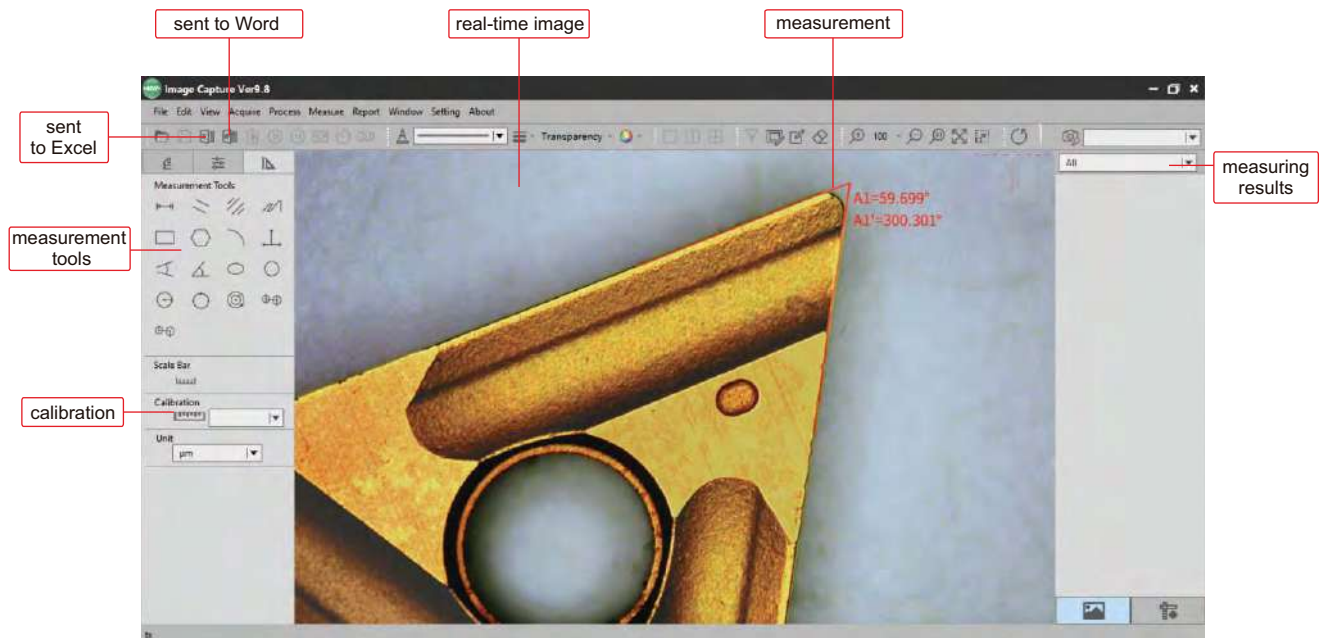 sent to Word
real-time image
measurement
Image Capture Ver9.8
File Edit View Acquire Process Measure Report Window Setting About
sent
to Excel
Transparency
100
All
measuring
results
Measurement Tools
A1=59.699°
A1'=300.301°
measurement
tools
Scale Bar
calibration
Calibration
Unit
μm